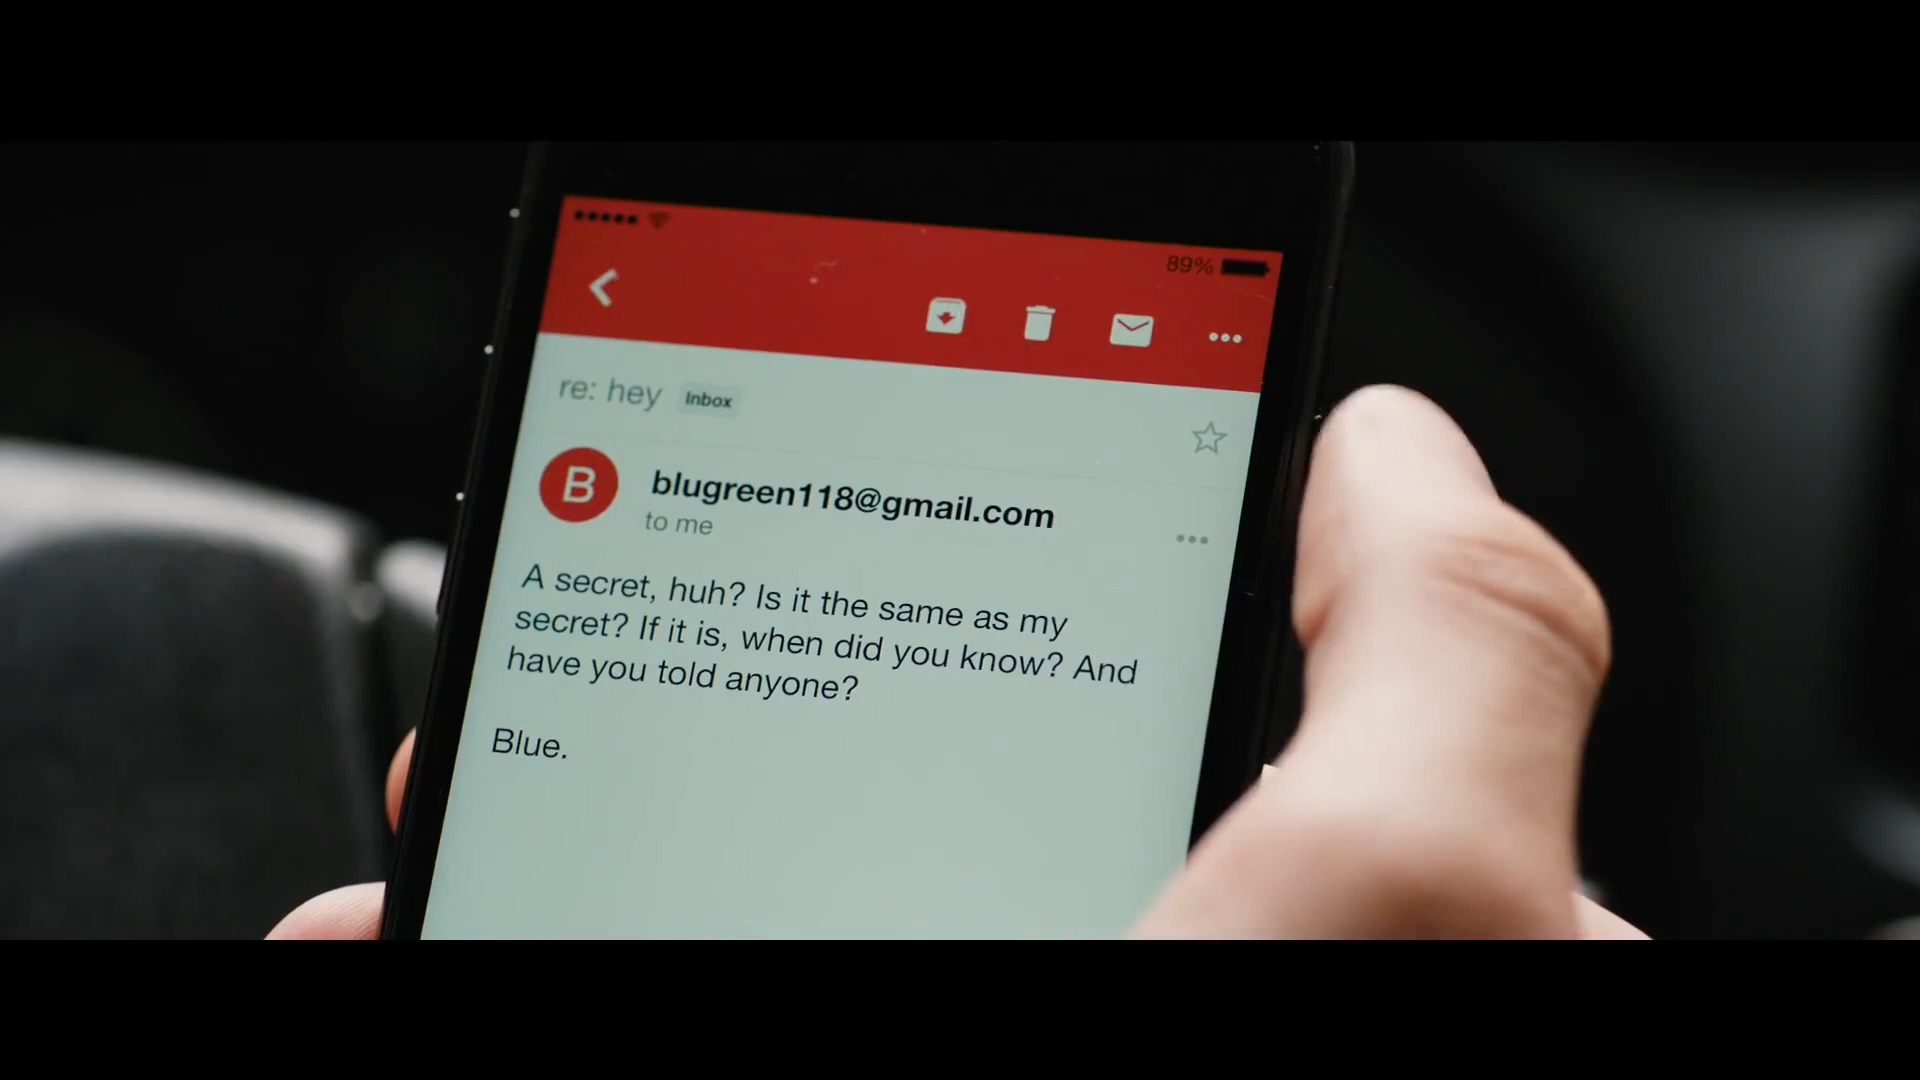 89%
re: hey Inbox
B
blugreen118@gmail.com
to me
A secret, huh? Is it the same as my
secret? If it is, when did you know? And
have you told anyone?
Blue.